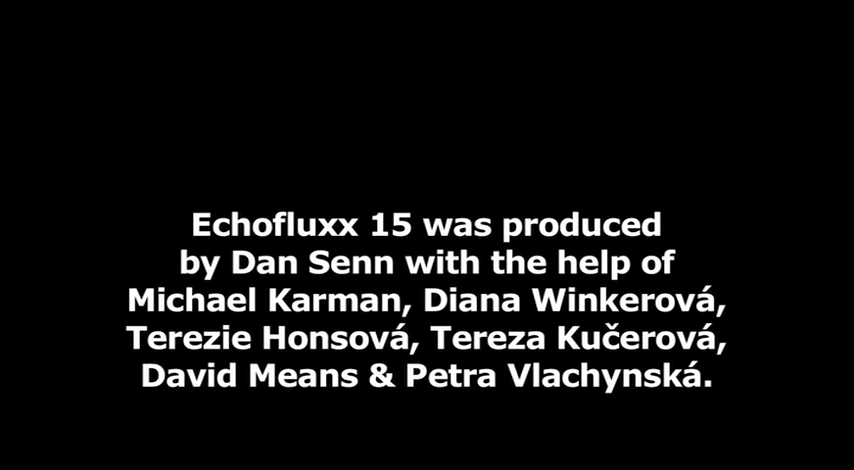 Echofluxx 15 was produced
by Dan Senn with the help of
Michael Karman, Diana Winkerová,
Terezie Honsová, Tereza Kučerová,
David Means & Petra Vlachynská.